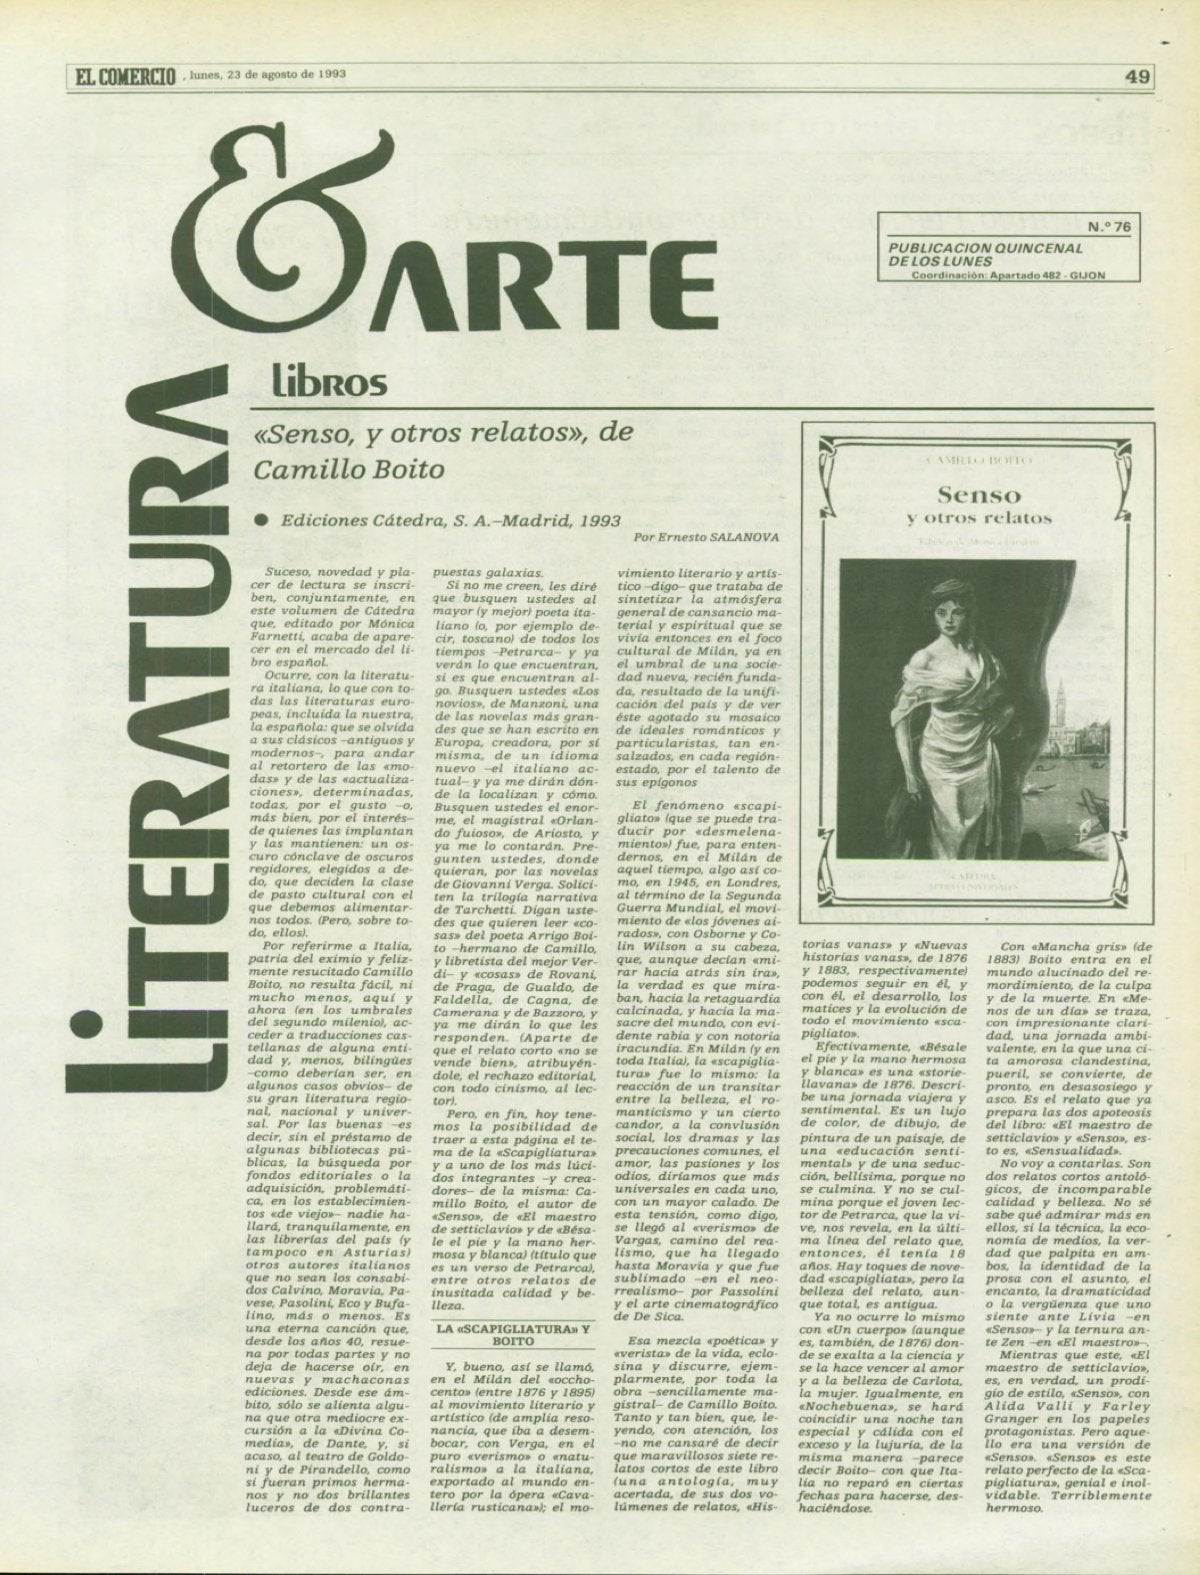 EL COMERCIO, lunes, 23 de agosto de 1993
49
LITERATURA
& ARTE
N.º 76
PUBLICACION QUINCENAL
DE LOS LUNES
Coordinación: Apartado 482 - GIJON
Libros
«Senso, y otros relatos», de
Camillo Boito
● Ediciones Cátedra, S. A.–Madrid, 1993
Por Ernesto SALANOVA
Suceso, novedad y pla-
cer de lectura se inscri-
ben, conjuntamente, en
este volumen de Cátedra
que, editado por Mónica
Farnetti, acaba de apare-
cer en el mercado del li-
bro español.
Ocurre, con la literatu-
ra italiana, lo que con to-
das las literaturas euro-
peas, incluida la nuestra,
la española: que se olvida
a sus clásicos –antiguos y
modernos–, para andar
al retortero de las «mo-
das» y de las «actualiza-
ciones», determinadas,
todas, por el gusto –o,
más bien, por el interés–
de quienes las implantan
y las mantienen: un os-
curo cónclave de oscuros
regidores, elegidos a de-
do, que deciden la clase
de pasto cultural con el
que debemos alimentar-
nos todos. (Pero, sobre to-
do, ellos).
Por referirme a Italia,
patria del eximio y feliz-
mente resucitado Camillo
Boito, no resulta fácil, ni
mucho menos, aquí y
ahora (en los umbrales
del segundo milenio), ac-
ceder a traducciones cas-
tellanas de alguna enti-
dad y, menos, bilingües
–como deberían ser, en
algunos casos obvios– de
su gran literatura regio-
nal, nacional y univer-
sal. Por las buenas –es
decir, sin el préstamo de
algunas bibliotecas pú-
blicas, la búsqueda por
fondos editoriales o la
adquisición, problemáti-
ca, en los establecimien-
tos «de viejo»– nadie ha-
llará, tranquilamente, en
las librerías del país (y
tampoco en Asturias)
otros autores italianos
que no sean los consabi-
dos Calvino, Moravia, Pa-
vese, Pasolini, Eco y Bufa-
lino, más o menos. Es
una eterna canción que,
desde los años 40, resue-
na por todas partes y no
deja de hacerse oír, en
nuevas y machaconas
ediciones. Desde ese ám-
bito, sólo se alienta algu-
na que otra mediocre ex-
cursión a la «Divina Co-
media», de Dante, y, si
acaso, al teatro de Goldo-
ni y de Pirandello, como
si fueran primos herma-
nos y no dos brillantes
luceros de dos contra-
puestas galaxias.
Si no me creen, les diré
que busquen ustedes al
mayor (y mejor) poeta ita-
liano (o, por ejemplo de-
cir, toscano) de todos los
tiempos –Petrarca– y ya
verán lo que encuentran,
si es que encuentran al-
go. Busquen ustedes «Los
novios», de Manzoni, una
de las novelas más gran-
des que se han escrito en
Europa, creadora, por sí
misma, de un idioma
nuevo –el italiano ac-
tual– y ya me dirán dón-
de la localizan y cómo.
Busquen ustedes el enor-
me, el magistral «Orlan-
do fuioso», de Ariosto, y
ya me lo contarán. Pre-
gunten ustedes, donde
quieran, por las novelas
de Giovanni Verga. Solici-
ten la trilogía narrativa
de Tarchetti. Digan uste-
des que quieren leer «co-
sas» del poeta Arrigo Boi-
to –hermano de Camillo,
y libretista del mejor Ver-
di– y «cosas» de Rovani,
de Praga, de Gualdo, de
Faldella, de Cagna, de
Camerana y de Bazzoro, y
ya me dirán lo que les
responden. (Aparte de
que el relato corto «no se
vende bien», atribuyén-
dole, el rechazo editorial,
con todo cinismo, al lec-
tor).
Pero, en fin, hoy tene-
mos la posibilidad de
traer a esta página el te-
ma de la «Scapigliatura»
y a uno de los más lúci-
dos integrantes –y crea-
dores– de la misma: Ca-
millo Boito, el autor de
«Senso», de «El maestro
de setticlavio» y de «Bésa-
le el pie y la mano her-
mosa y blanca» (título que
es un verso de Petrarca),
entre otros relatos de
inusitada calidad y be-
lleza.
LA «SCAPIGLIATURA» Y
BOITO
Y, bueno, así se llamó,
en el Milán del «occho-
cento» (entre 1876 y 1895)
al movimiento literario y
artístico (de amplia reso-
nancia, que iba a desem-
bocar, con Verga, en el
puro «verismo» o «natu-
ralismo» a la italiana,
exportado al mundo en-
tero por la ópera «Cava-
llería rusticana»); el mo-
vimiento literario y artís-
tico –digo– que trataba de
sintetizar la atmósfera
general de cansancio ma-
terial y espiritual que se
vivía entonces en el foco
cultural de Milán, ya en
el umbral de una socie-
dad nueva, recién funda-
da, resultado de la unifi-
cación del país y de ver
éste agotado su mosaico
de ideales románticos y
particularistas, tan en-
salzados, en cada región-
estado, por el talento de
sus epígonos
El fenómeno «scapi-
gliato» (que se puede tra-
ducir por «desmelena-
miento») fue, para enten-
dernos, en el Milán de
aquel tiempo, algo así co-
mo, en 1945, en Londres,
al término de la Segunda
Guerra Mundial, el movi-
miento de «los jóvenes ai-
rados», con Osborne y Co-
lin Wilson a su cabeza,
que, aunque decían «mi-
rar hacia atrás sin ira»,
la verdad es que mira-
ban, hacia la retaguardia
calcinada, y hacia la ma-
sacre del mundo, con evi-
dente rabia y con notoria
iracundia. En Milán (y en
toda Italia), la «scapiglia-
tura» fue lo mismo: la
reacción de un transitar
entre la belleza, el ro-
manticismo y un cierto
candor, a la convlusión
social, los dramas y las
precauciones comunes, el
amor, las pasiones y los
odios, diríamos que más
universales en cada uno,
con un mayor calado. De
esta tensión, como digo,
se llegó al «verismo» de
Vargas, camino del rea-
lismo, que ha llegado
hasta Moravia y que fue
sublimado –en el neo-
rrealismo– por Passolini
y el arte cinematográfico
de De Sica.
Esa mezcla «poética» y
«verista» de la vida, eclo-
sina y discurre, ejem-
plarmente, por toda la
obra –sencillamente ma-
gistral– de Camillo Boito.
Tanto y tan bien, que, le-
yendo, con atención, los
–no me cansaré de decir
que maravillosos siete re-
latos cortos de este libro
(una antología, muy
acertada, de sus dos vo-
lúmenes de relatos, «His-
CAMILLO BOITO
Senso
y otros relatos
Edición de Mónica Farnetti
CATEDRA
LETRAS UNIVERSALES
torias vanas» y «Nuevas
historias vanas», de 1876
y 1883, respectivamente)
podemos seguir en él, y
con él, el desarrollo, los
matices y la evolución de
todo el movimiento «sca-
pigliato».
Efectivamente, «Bésale
el pie y la mano hermosa
y blanca» es una «storie-
llavana» de 1876. Descri-
be una jornada viajera y
sentimental. Es un lujo
de color, de dibujo, de
pintura de un paisaje, de
una «educación senti-
mental» y de una seduc-
ción, bellísima, porque no
se culmina. Y no se cul-
mina porque el joven lec-
tor de Petrarca, que la vi-
ve, nos revela, en la últi-
ma línea del relato que,
entonces, él tenía 18
años. Hay toques de nove-
dad «scapigliata», pero la
belleza del relato, aun-
que total, es antigua.
Ya no ocurre lo mismo
con «Un cuerpo» (aunque
es, también, de 1876) don-
de se exalta a la ciencia y
se la hace vencer al amor
y a la belleza de Carlota,
la mujer. Igualmente, en
«Nochebuena», se hará
coincidir una noche tan
especial y cálida con el
exceso y la lujuria, de la
misma manera –parece
decir Boito– con que Ita-
lia no reparó en ciertas
fechas para hacerse, des-
haciéndose.
Con «Mancha gris» (de
1883) Boito entra en el
mundo alucinado del re-
mordimiento, de la culpa
y de la muerte. En «Me-
nos de un día» se traza,
con impresionante clari-
dad, una jornada ambi-
valente, en la que una ci-
ta amorosa clandestina,
pueril, se convierte, de
pronto, en desasosiego y
asco. Es el relato que ya
prepara las dos apoteosis
del libro: «El maestro de
setticlavio» y «Senso», es-
to es, «Sensualidad».
No voy a contarlas. Son
dos relatos cortos antoló-
gicos, de incomparable
calidad y belleza. No sé
sabe qué admirar más en
ellos, si la técnica, la eco-
nomía de medios, la ver-
dad que palpita en am-
bos, la identidad de la
prosa con el asunto, el
encanto, la dramaticidad
o la vergüenza que uno
siente ante Livia –en
«Senso»– y la ternura an-
te Zen –en «El maestro»–.
Mientras que este, «El
maestro de setticlavio»,
es, en verdad, un prodi-
gio de estilo, «Senso», con
Alida Valli y Farley
Granger en los papeles
protagonistas. Pero aque-
llo era una versión de
«Senso». «Senso» es este
relato perfecto de la «Sca-
pigliatura», genial e inol-
vidable. Terriblemente
hermoso.